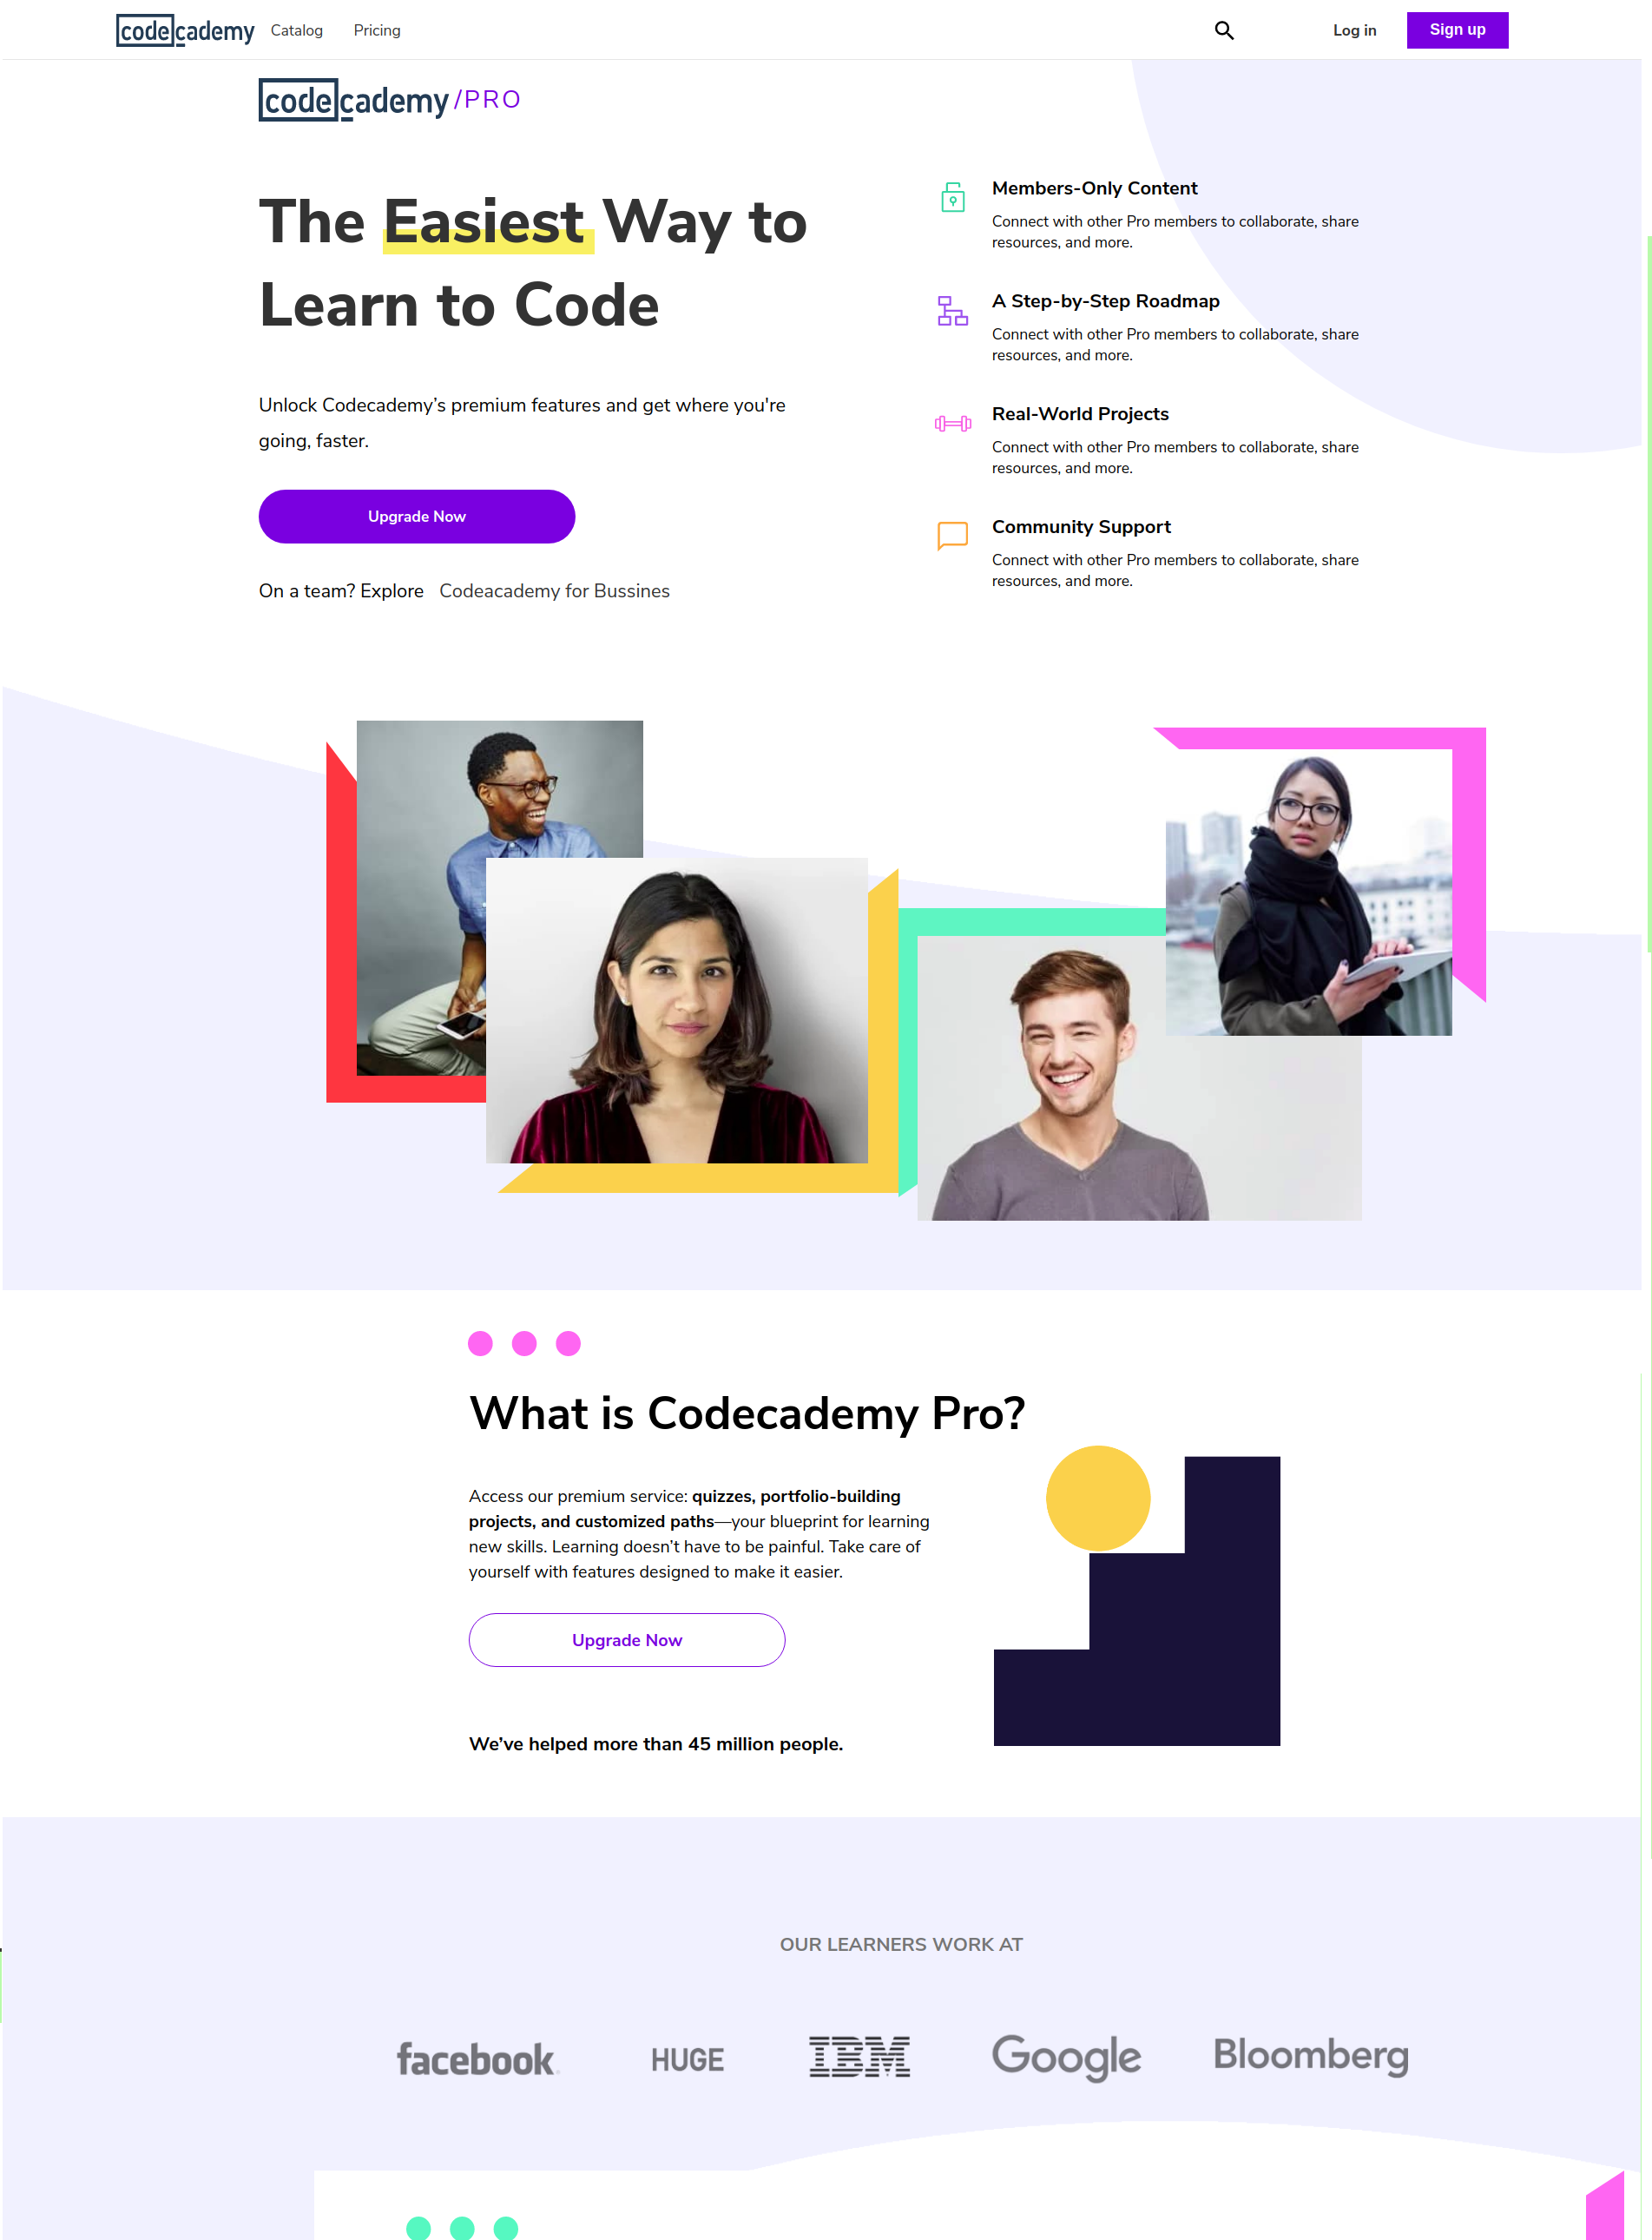 codecademy Catalog Pricing Log in Sign up
codecademy /PRO
The Easiest Way to
Learn to Code
Unlock Codecademy’s premium features and get where you're
going, faster.
Upgrade Now
On a team? Explore Codeacademy for Bussines
Members-Only Content
Connect with other Pro members to collaborate, share
resources, and more.
A Step-by-Step Roadmap
Connect with other Pro members to collaborate, share
resources, and more.
Real-World Projects
Connect with other Pro members to collaborate, share
resources, and more.
Community Support
Connect with other Pro members to collaborate, share
resources, and more.
What is Codecademy Pro?
Access our premium service: quizzes, portfolio-building
projects, and customized paths—your blueprint for learning
new skills. Learning doesn’t have to be painful. Take care of
yourself with features designed to make it easier.
Upgrade Now
We’ve helped more than 45 million people.
OUR LEARNERS WORK AT
facebook HUGE IBM Google Bloomberg